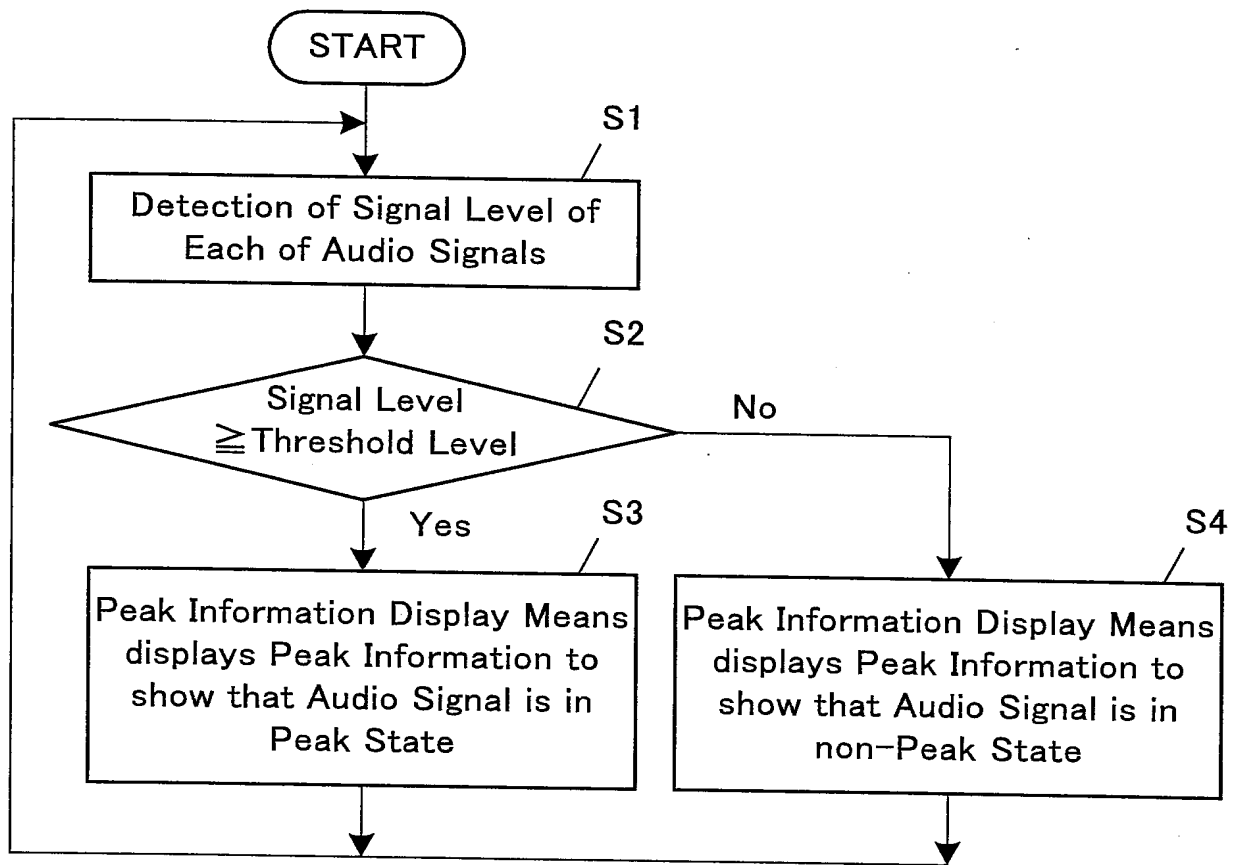 START
S1
Detection of Signal Level of
Each of Audio Signals
S2
Signal Level
≧Threshold Level
No
Yes
S3
Peak Information Display Means
displays Peak Information to
show that Audio Signal is in
Peak State
S4
Peak Information Display Means
displays Peak Information to
show that Audio Signal is in
non-Peak State